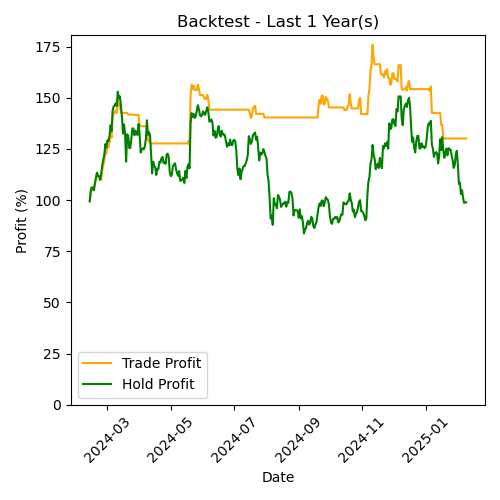 Backtest - Last 1 Year(s)
Profit (%)
175
150
125
100
75
50
25
0
Trade Profit
Hold Profit
2024-03
2024-05
2024-07
2024-09
2024-11
2025-01
Date